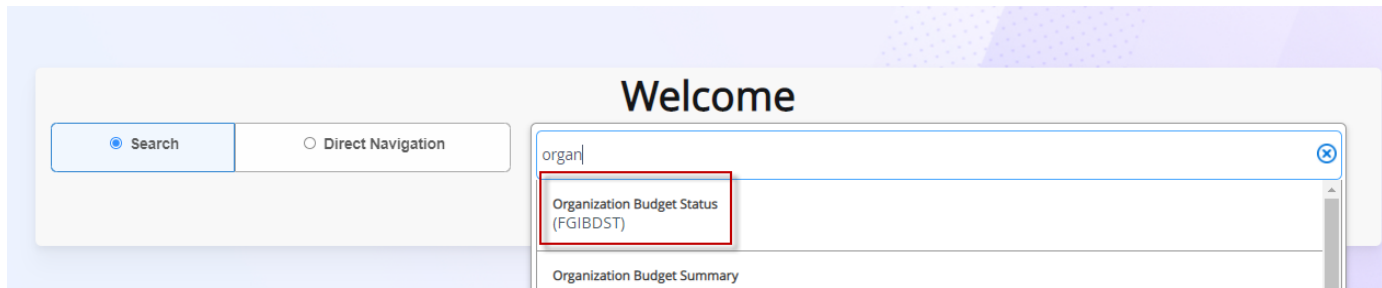 Welcome
Search
Direct Navigation
organ
Organization Budget Status
(FGIBDST)
Organization Budget Summary